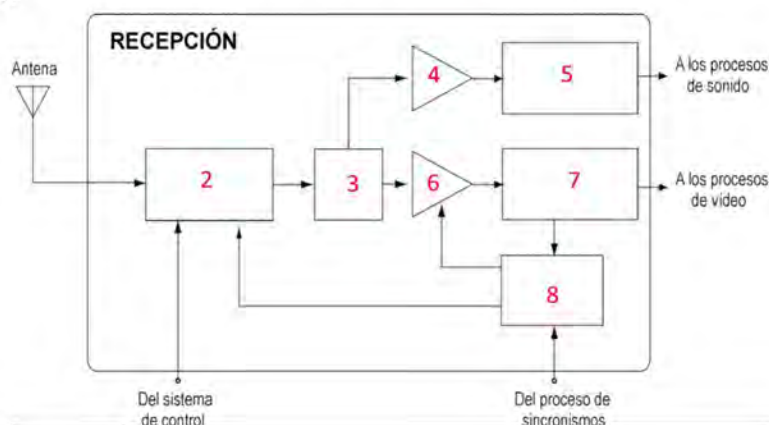 RECEPCIÓN
Antena
4
5
A los procesos
de sonido
2
3
6
7
A los procesos
de vídeo
8
Del sistema
de control
Del proceso de
sincronismos